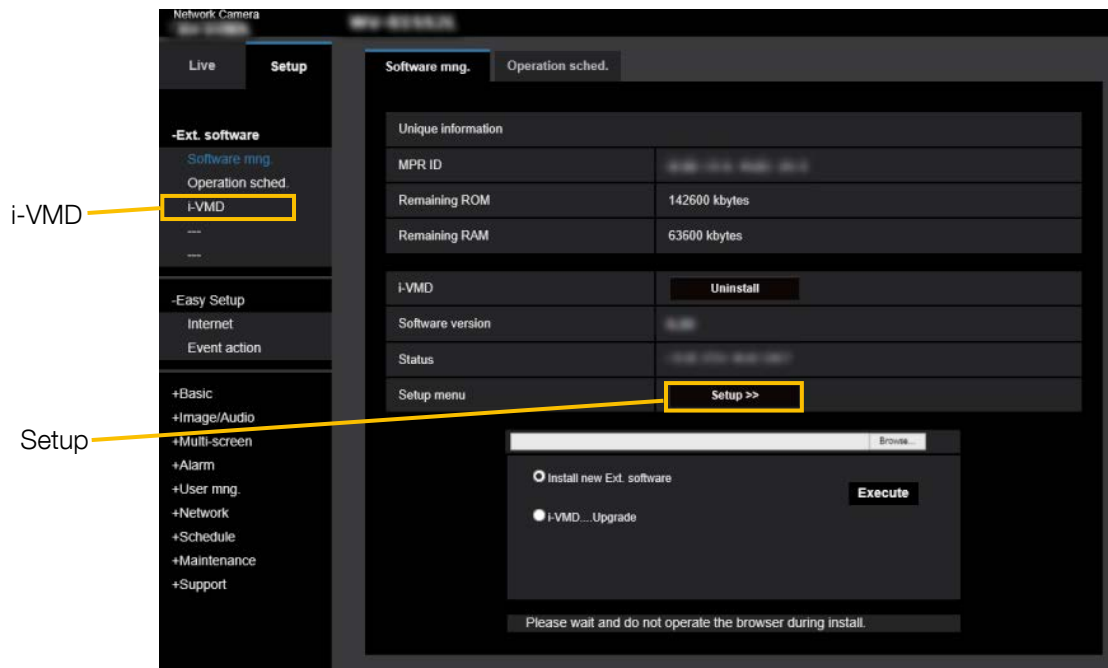 Network Camera
Live
Setup
Software mng.
Operation sched.
-Ext. software
Software mng.
Operation sched.
i-VMD
---
---
-Easy Setup
Internet
Event action
+Basic
+Image/Audio
+Multi-screen
+Alarm
+User mng.
+Network
+Schedule
+Maintenance
+Support
i-VMD
Setup
Unique information
MPR ID
Remaining ROM 142600 kbytes
Remaining RAM 63600 kbytes
i-VMD Uninstall
Software version
Status
Setup menu Setup >>
Browse...
Install new Ext. software
Execute
i-VMD....Upgrade
Please wait and do not operate the browser during install.